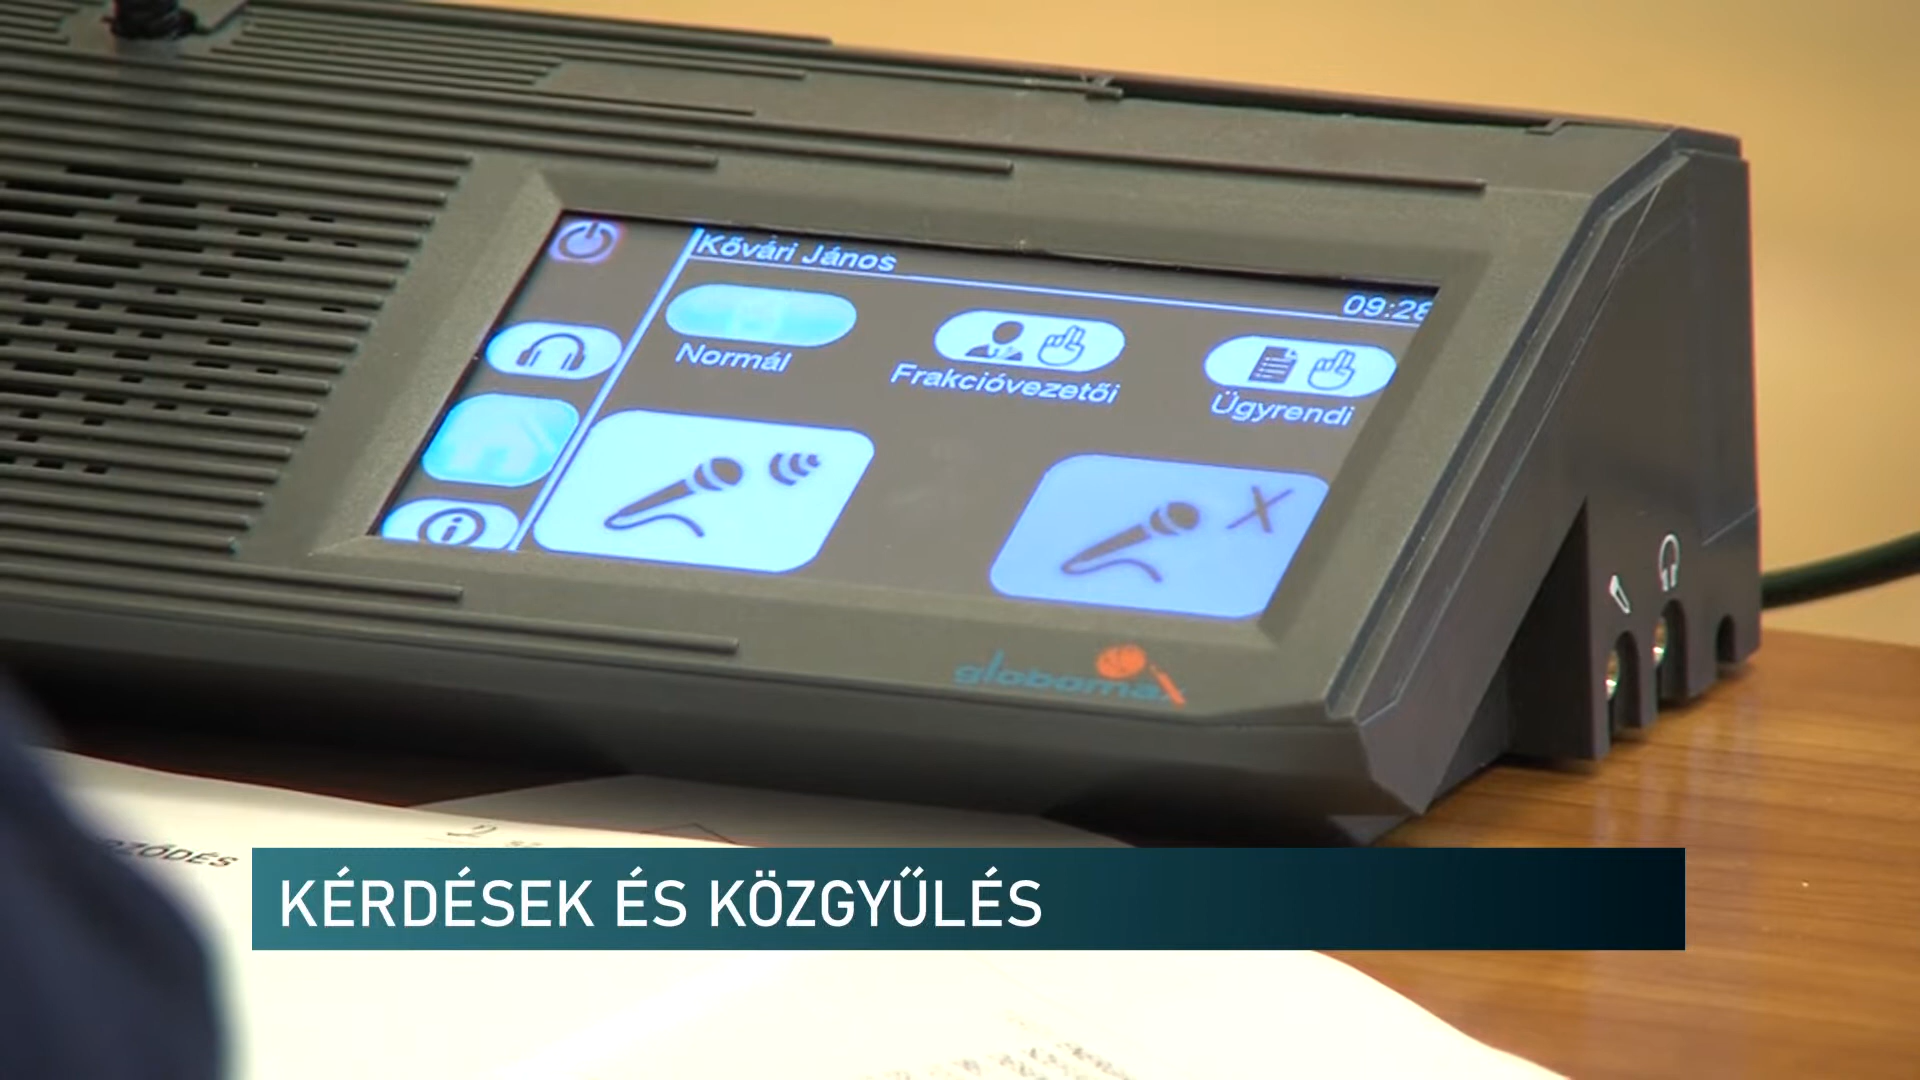 Kővári János
09:28
Normál
Frakcióvezetői
Ügyrendi
globomax
KÉRDÉSEK ÉS KÖZGYŰLÉS